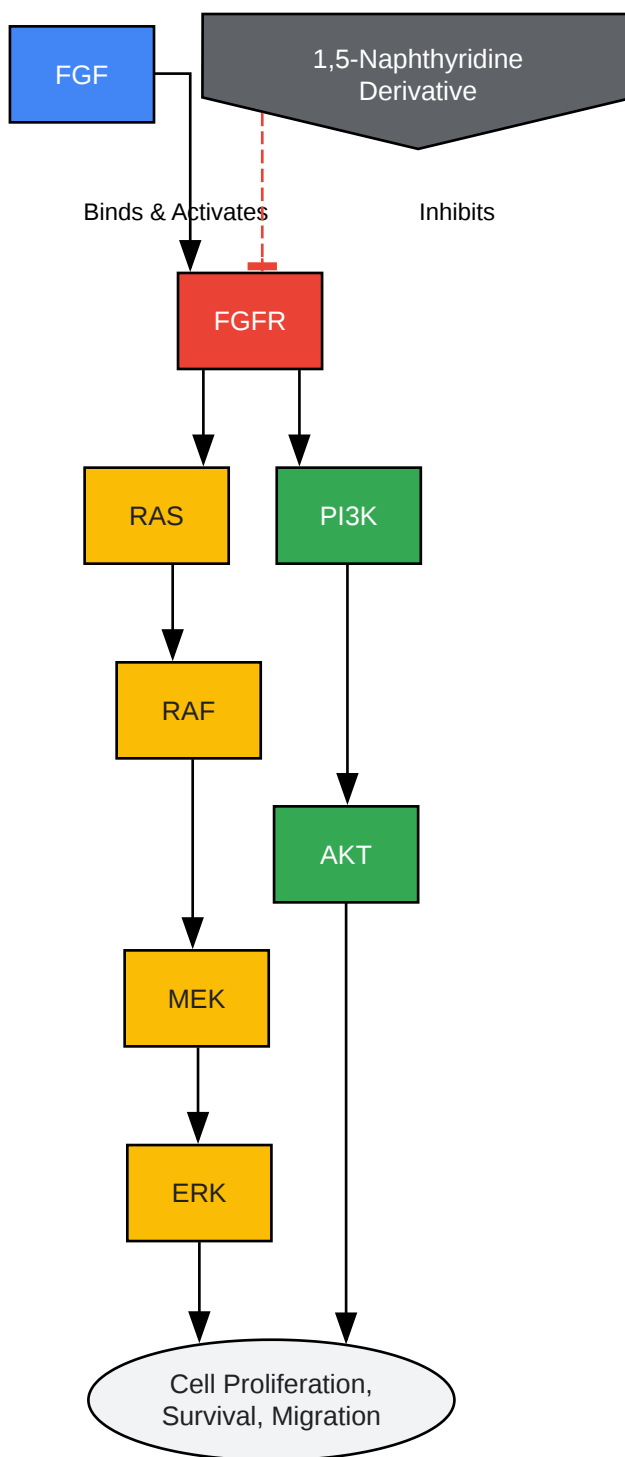 FGF
1,5-Naphthyridine
Derivative
Binds & Activates
Inhibits
FGFR
RAS
PI3K
RAF
AKT
MEK
ERK
Cell Proliferation,
Survival, Migration